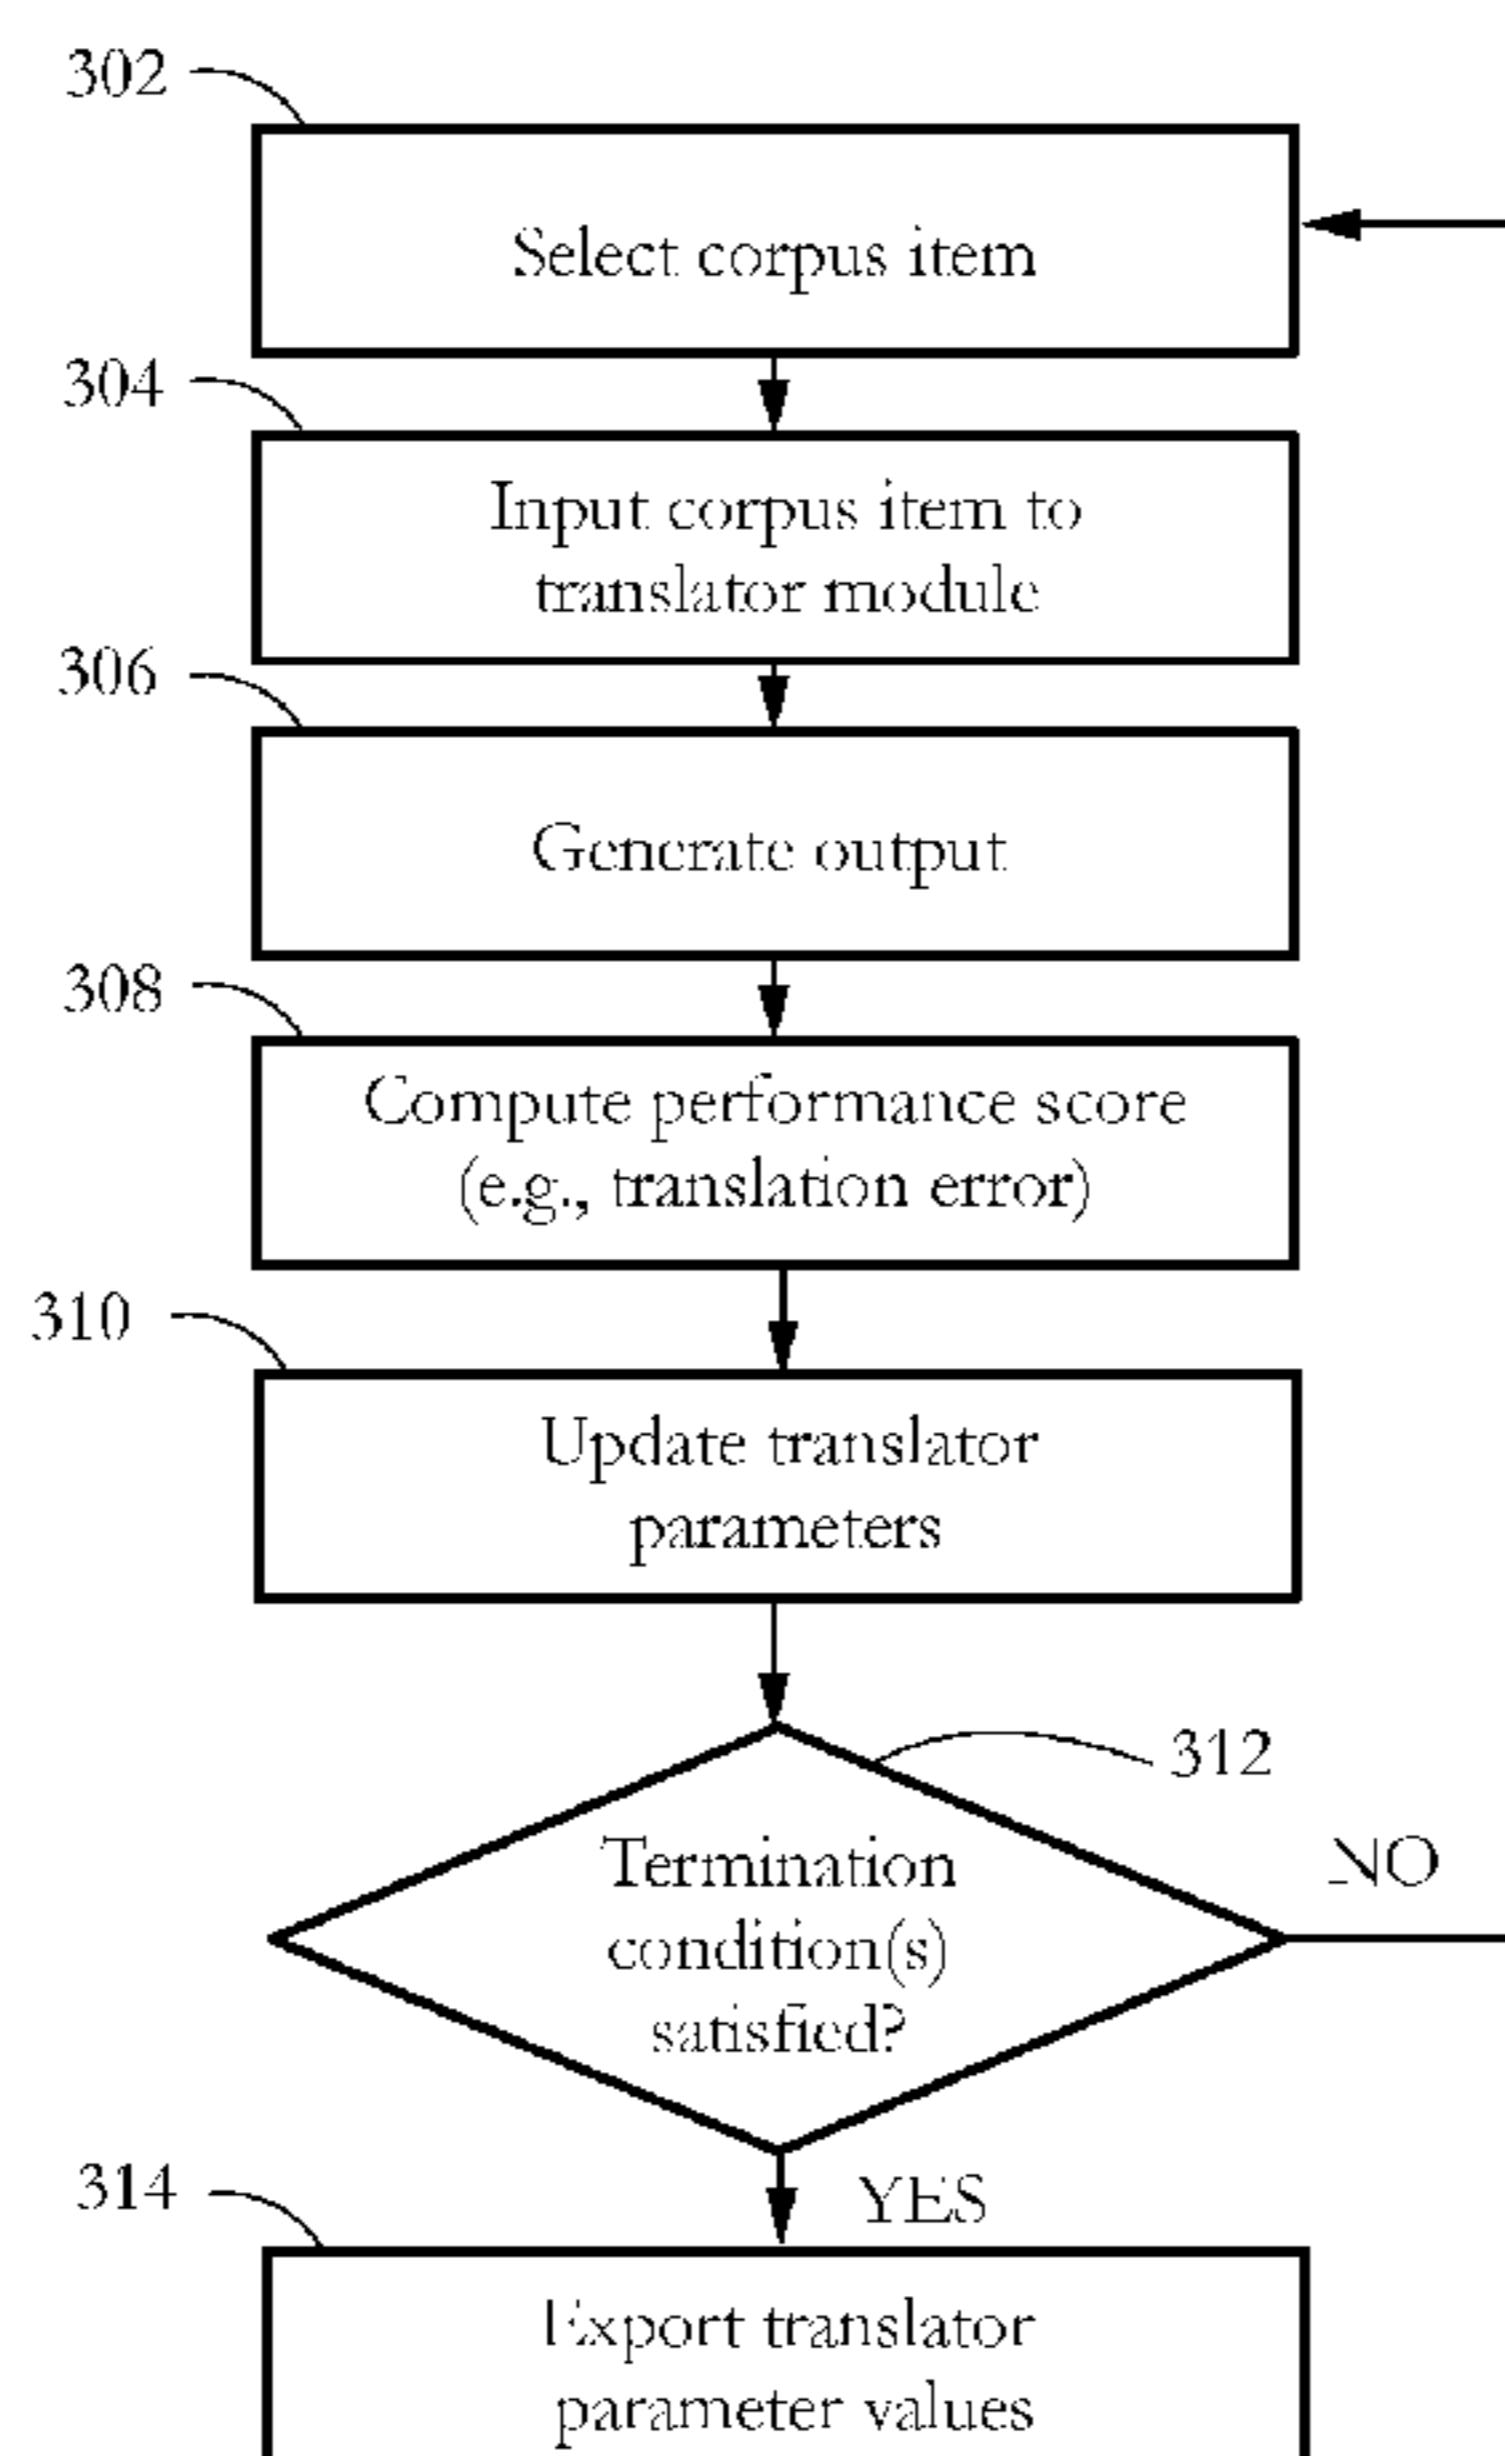 302
Select corpus item
304
Input corpus item to
translator module
306
Generate output
308
Compute performance score
(e.g., translation error)
310
Update translator
parameters
312
Termination
condition(s)
satisfied?
NO
YES
314
Export translator
parameter values